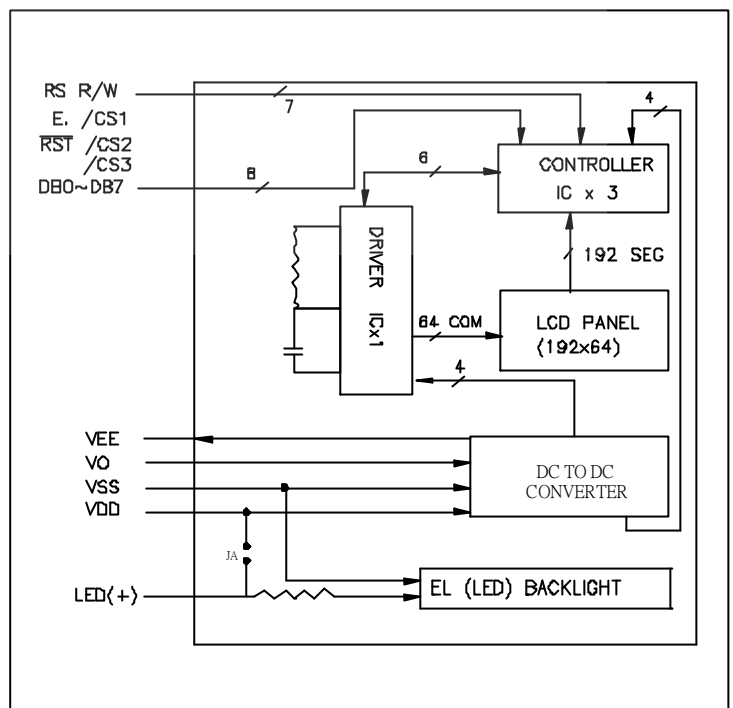 RS R/W
E. /CS1
RST /CS2
/CS3
DB0~DB7
7
8
6
4
CONTROLLER
IC x 3
192 SEG
DRIVER ICx1
64 COM
LCD PANEL
(192x64)
4
VEE
VO
VSS
VDD
DC TO DC
CONVERTER
JA
LED(+)
EL (LED) BACKLIGHT